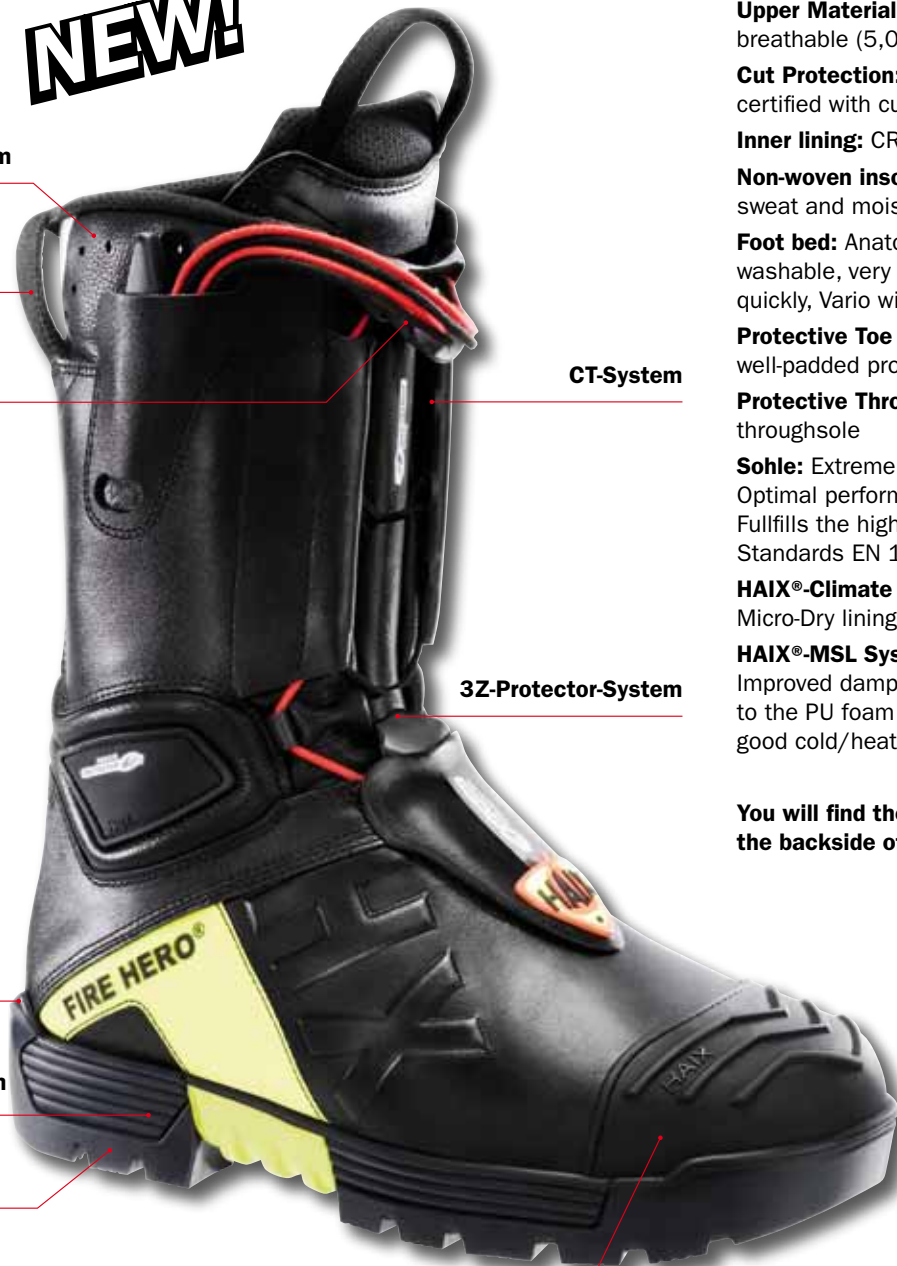 NEW!
CT-System
3Z-Protector-System
FIRE HERO®
HAIX
HAIX
Upper Material
breathable (5,0
Cut Protection:
certified with cu
Inner lining: CR
Non-woven inso
sweat and mois
Foot bed: Anato
washable, very
quickly, Vario wi
Protective Toe
well-padded pro
Protective Thro
throughsole
Sohle: Extreme
Optimal perform
Fullfills the high
Standards EN 1
HAIX®-Climate
Micro-Dry lining
HAIX®-MSL Sys
Improved damp
to the PU foam
good cold/heat
You will find the
the backside of